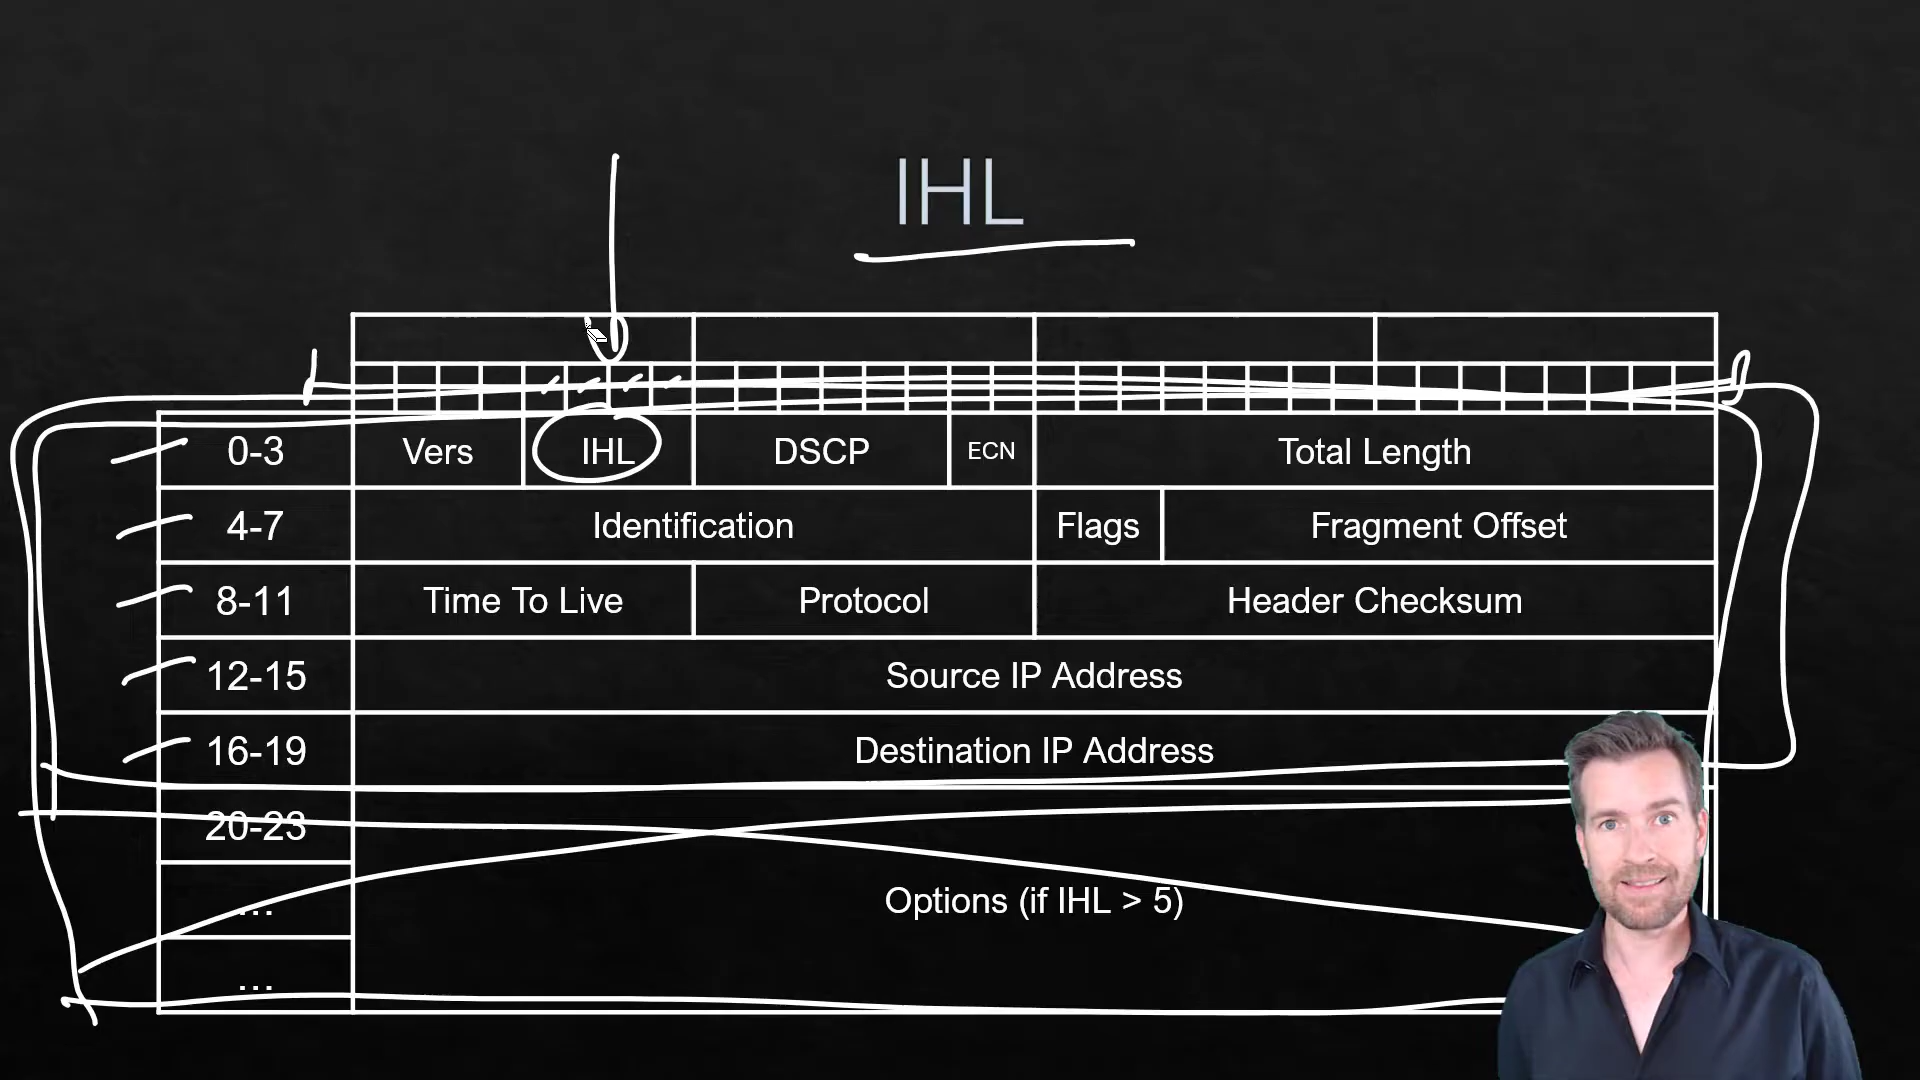 IHL
0-3 Vers IHL DSCP ECN Total Length
4-7 Identification Flags Fragment Offset
8-11 Time To Live Protocol Header Checksum
12-15 Source IP Address
16-19 Destination IP Address
20-23
... Options (if IHL > 5)
...